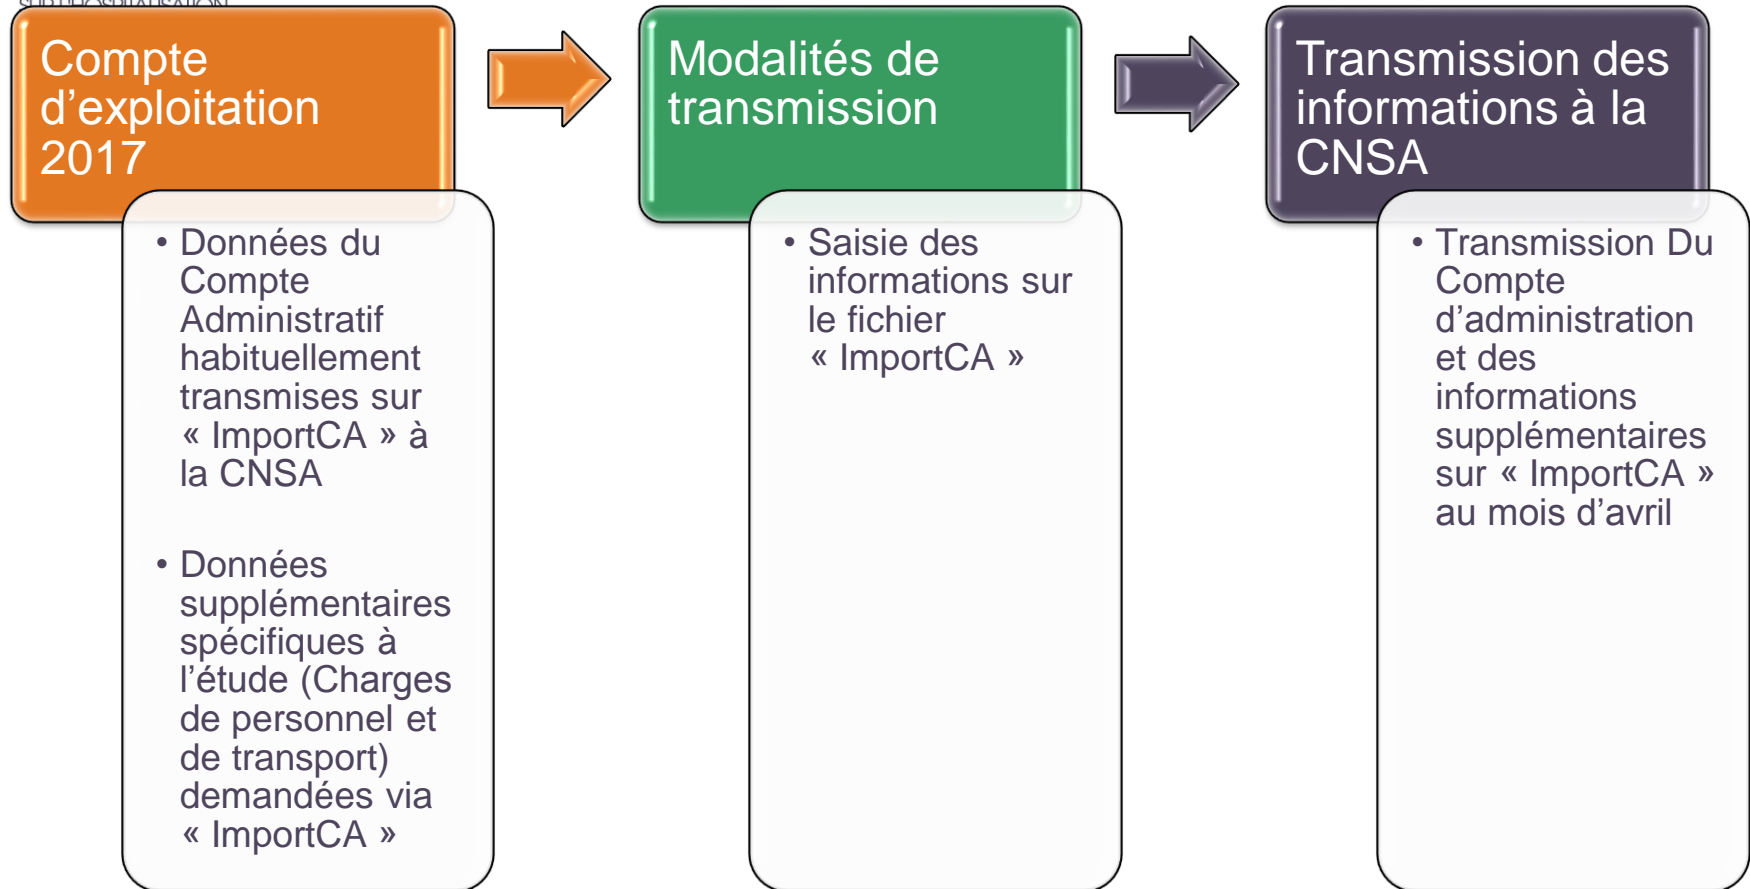 SUR L'HOSPITALISATION
Compte
d’exploitation
2017
• Données du
Compte
Administratif
habituellement
transmises sur
« ImportCA » à
la CNSA
• Données
supplémentaires
spécifiques à
l’étude (Charges
de personnel et
de transport)
demandées via
« ImportCA »
Modalités de
transmission
• Saisie des
informations sur
le fichier
« ImportCA »
Transmission des
informations à la
CNSA
• Transmission Du
Compte
d’administration
et des
informations
supplémentaires
sur « ImportCA »
au mois d’avril